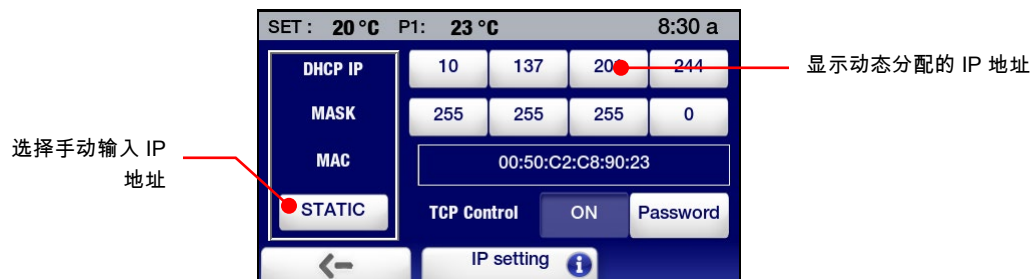 SET : 20 °C P1: 23 °C 8:30 a
DHCP IP 10 137 20 244
显示动态分配的 IP 地址
MASK 255 255 255 0
选择手动输入 IP
地址
MAC 00:50:C2:C8:90:23
STATIC TCP Control ON Password
IP setting